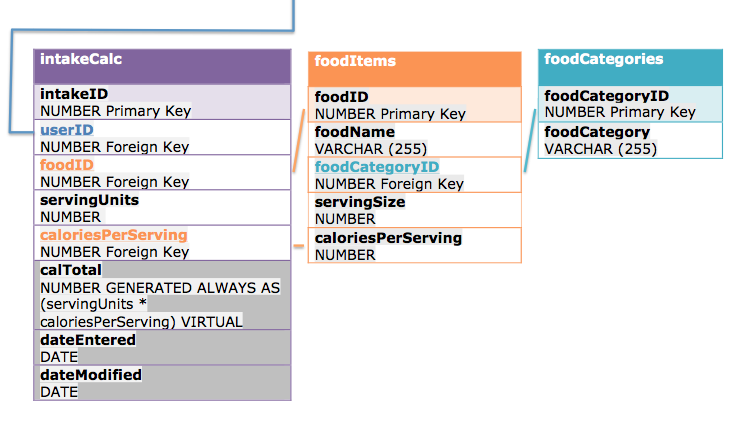 intakeCalc
intakeID
NUMBER Primary Key
userID
NUMBER Foreign Key
foodID
NUMBER Foreign Key
servingUnits
NUMBER
caloriesPerServing
NUMBER Foreign Key
calTotal
NUMBER GENERATED ALWAYS AS
(servingUnits *
caloriesPerServing) VIRTUAL
dateEntered
DATE
dateModified
DATE
foodItems
foodID
NUMBER Primary Key
foodName
VARCHAR (255)
foodCategoryID
NUMBER Foreign Key
servingSize
NUMBER
caloriesPerServing
NUMBER
foodCategories
foodCategoryID
NUMBER Primary Key
foodCategory
VARCHAR (255)